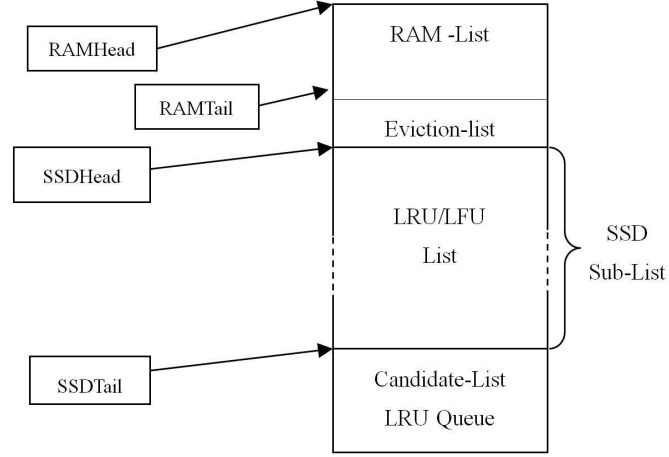 RAMHead
RAM -List
RAMTail
Eviction-list
SSDHead
LRU/LFU
List
SSD
Sub-List
SSDTail
Candidate-List
LRU Queue